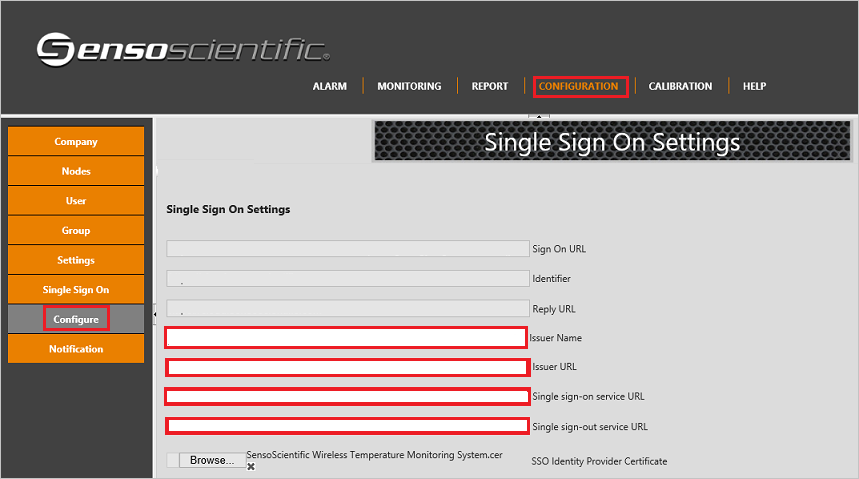 Sensoscientific®
ALARM MONITORING REPORT CONFIGURATION CALIBRATION HELP
Single Sign On Settings
Company
Nodes
User
Group
Settings
Single Sign On
Configure
Notification
Single Sign On Settings
Sign On URL
Identifier
Reply URL
Issuer Name
Issuer URL
Single sign-on service URL
Single sign-out service URL
Browse... SensoScientific Wireless Temperature Monitoring System.cer SSO Identity Provider Certificate